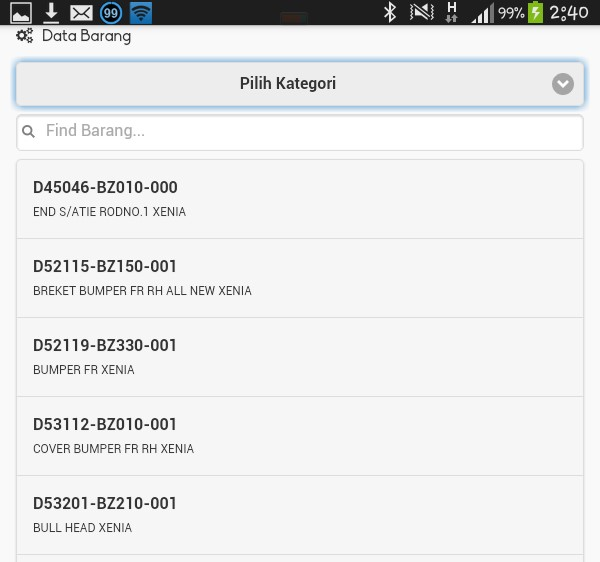 99 H 99% 2:40
Data Barang
Pilih Kategori
Find Barang...
D45046-BZ010-000
END S/ATIE RODNO.1 XENIA
D52115-BZ150-001
BREKET BUMPER FR RH ALL NEW XENIA
D52119-BZ330-001
BUMPER FR XENIA
D53112-BZ010-001
COVER BUMPER FR RH XENIA
D53201-BZ210-001
BULL HEAD XENIA